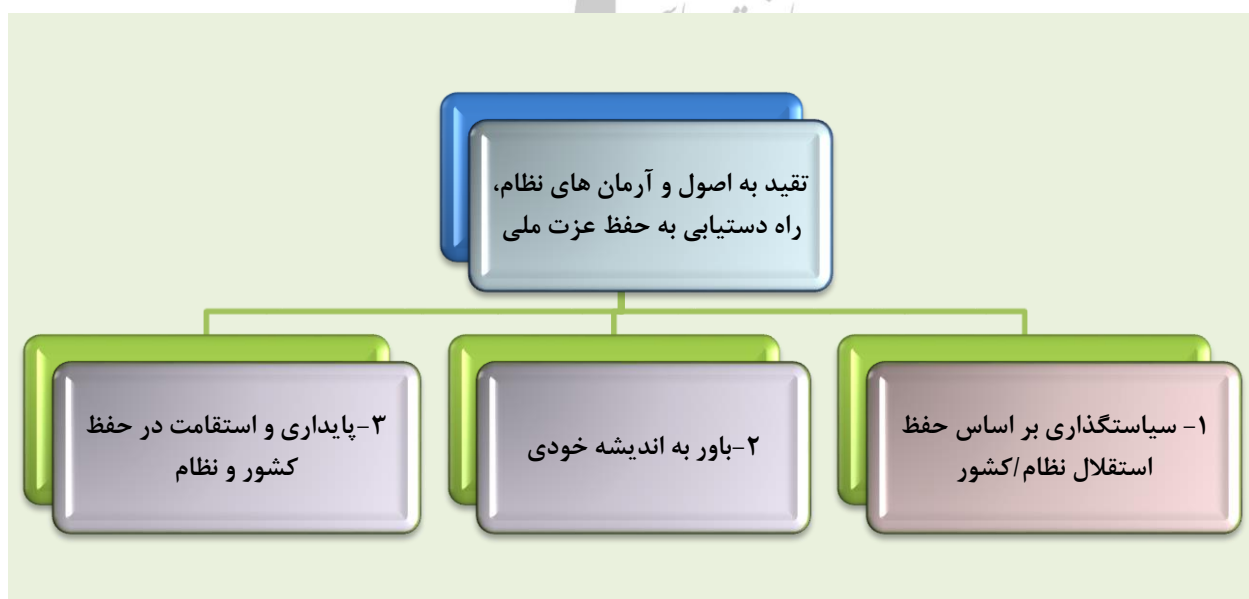 تقید به اصول و آرمان های نظام،
راه دستیابی به حفظ عزت ملی
۱- سیاستگذاری بر اساس حفظ
استقلال نظام/کشور
۲-باور به اندیشه خودی
۳-پایداری و استقامت در حفظ
کشور و نظام